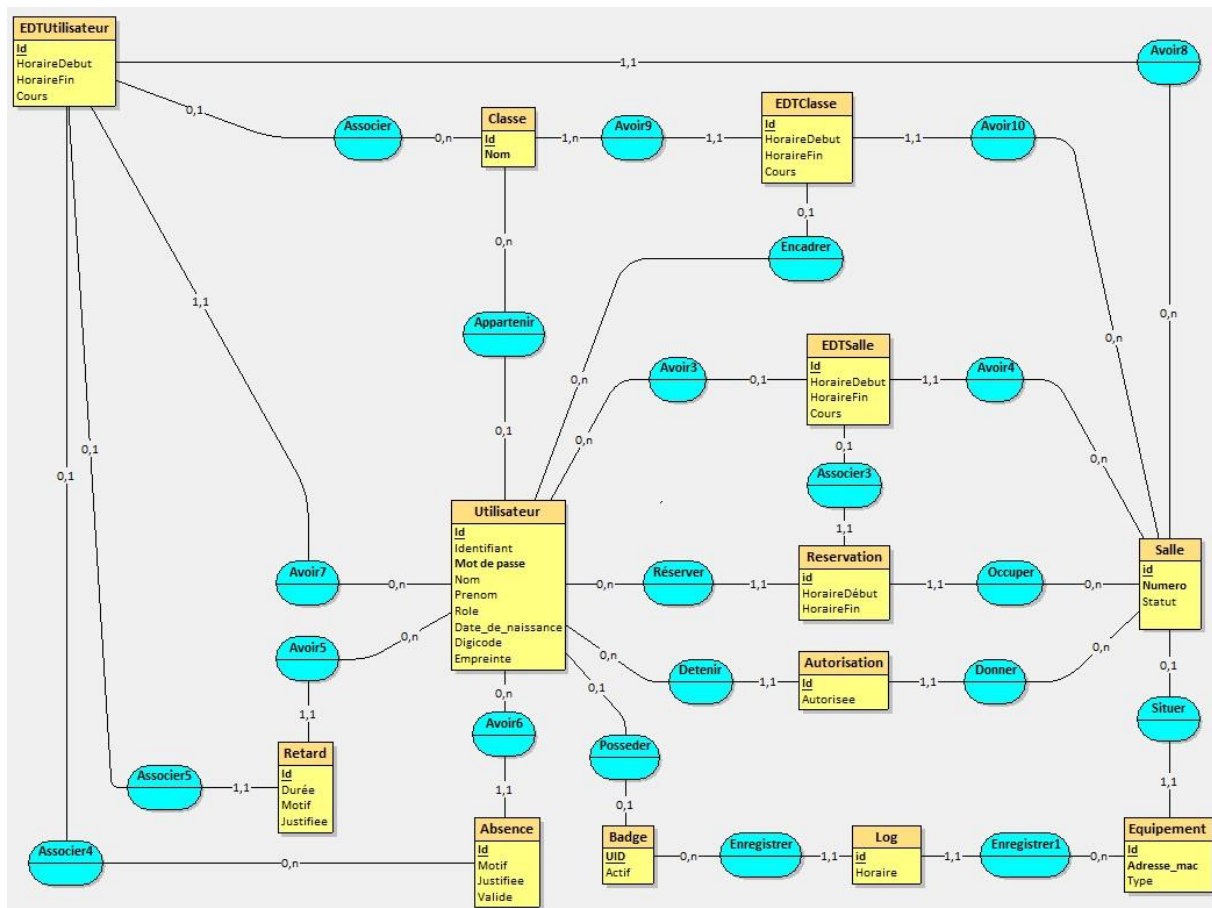 EDTUtilisateur
Id
HoraireDebut
HoraireFin
Cours
1,1
Avoir8
0,1
Associer
0,n
Classe
Id
Nom
1,n
Avoir9
1,1
EDTClasse
Id
HoraireDebut
HoraireFin
Cours
1,1
Avoir10
0,n
0,1
Encadrer
0,n
1,1
0,n
Appartenir
0,1
0,n
0,n
Avoir3
0,1
0,n
EDTSalle
Id
HoraireDebut
HoraireFin
Cours
1,1
Avoir4
0,n
0,1
Associer3
1,1
0,1
0,1
Utilisateur
Id
Identifiant
Mot de passe
Nom
Prenom
Role
Date_de_naissance
Digicode
Empreinte
Avoir7
0,n
0,n
Réserver
1,1
Reservation
id
HoraireDébut
HoraireFin
1,1
Occuper
0,n
Salle
id
Numero
Statut
Avoir5
0,n
1,1
0,n
Detenir
1,1
Autorisation
Id
Autorisee
1,1
Donner
0,n
0,1
Situer
1,1
0,n
Avoir6
1,1
0,1
Posseder
0,1
Associer5
1,1
Retard
Id
Durée
Motif
Justifiee
Associer4
0,n
Absence
Id
Motif
Justifiee
Valide
Badge
UID
Actif
0,n
Enregistrer
1,1
Log
id
Horaire
1,1
Enregistrer1
0,n
Equipement
Id
Adresse_mac
Type